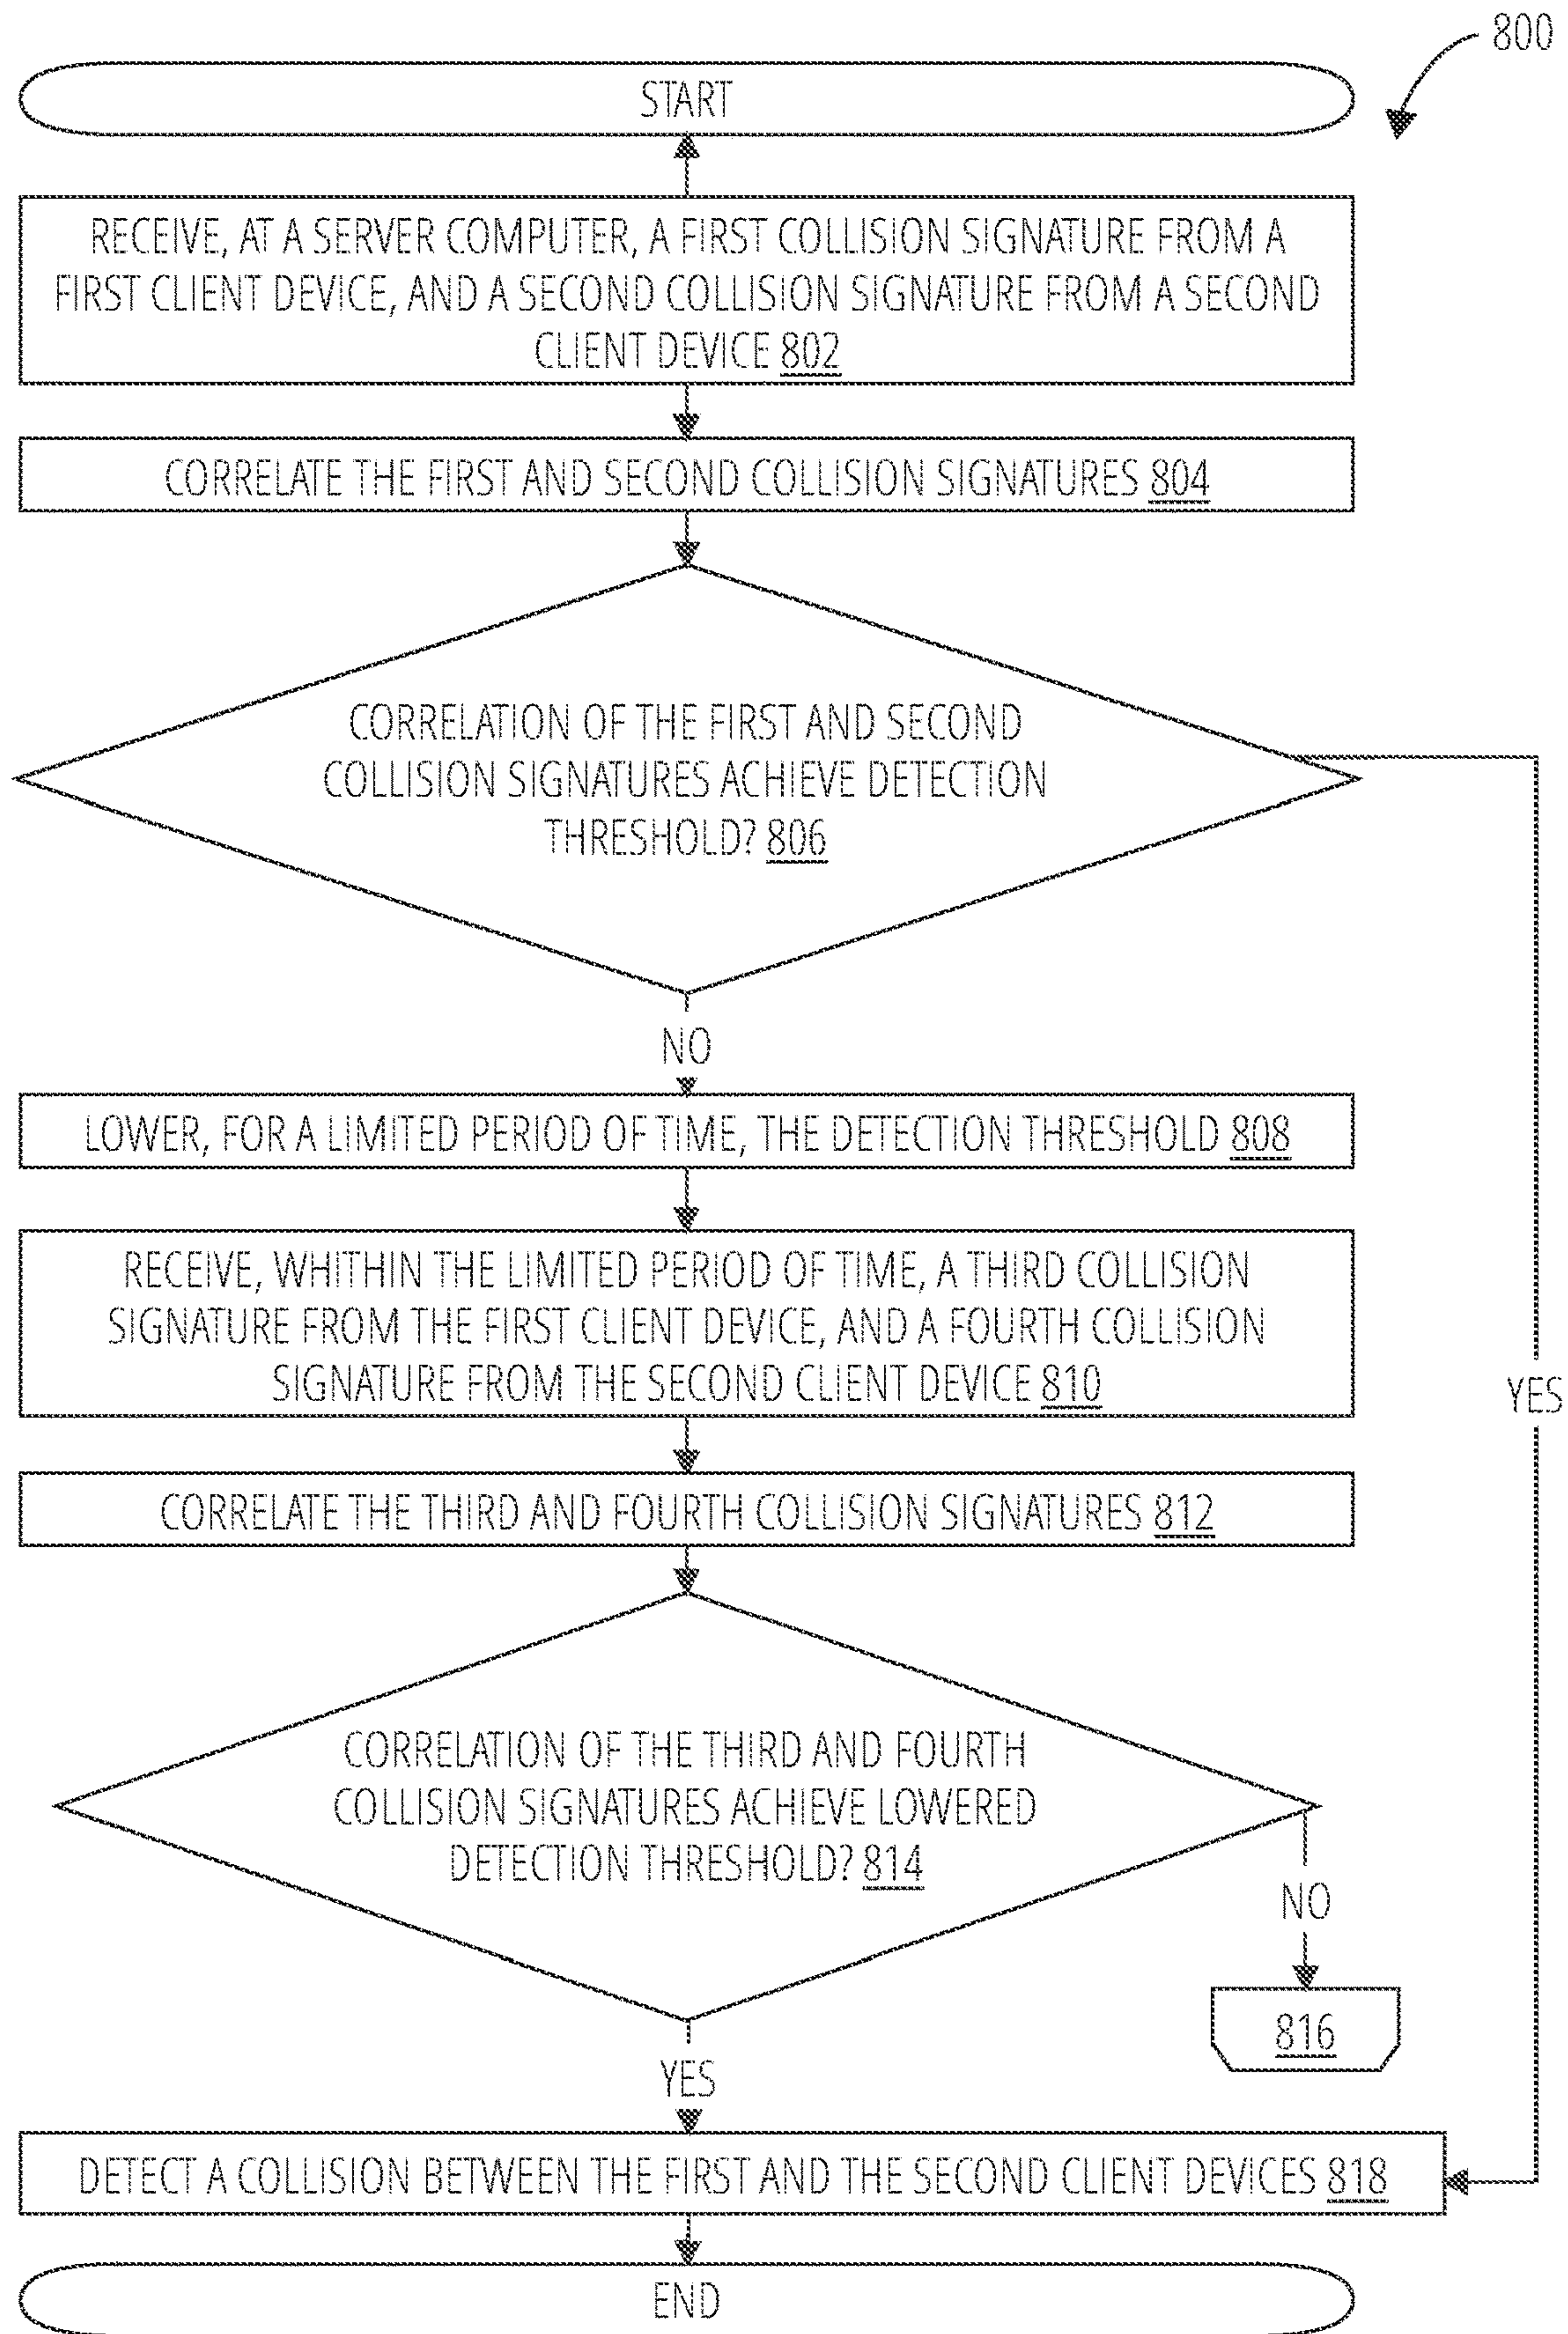 800
START
RECEIVE, AT A SERVER COMPUTER, A FIRST COLLISION SIGNATURE FROM A
FIRST CLIENT DEVICE, AND A SECOND COLLISION SIGNATURE FROM A SECOND
CLIENT DEVICE 802
CORRELATE THE FIRST AND SECOND COLLISION SIGNATURES 804
CORRELATION OF THE FIRST AND SECOND
COLLISION SIGNATURES ACHIEVE DETECTION
THRESHOLD? 806
NO
LOWER, FOR A LIMITED PERIOD OF TIME, THE DETECTION THRESHOLD 808
RECEIVE, WHITHIN THE LIMITED PERIOD OF TIME, A THIRD COLLISION
SIGNATURE FROM THE FIRST CLIENT DEVICE, AND A FOURTH COLLISION
SIGNATURE FROM THE SECOND CLIENT DEVICE 810
YES
CORRELATE THE THIRD AND FOURTH COLLISION SIGNATURES 812
CORRELATION OF THE THIRD AND FOURTH
COLLISION SIGNATURES ACHIEVE LOWERED
DETECTION THRESHOLD? 814
NO
816
YES
DETECT A COLLISION BETWEEN THE FIRST AND THE SECOND CLIENT DEVICES 818
END